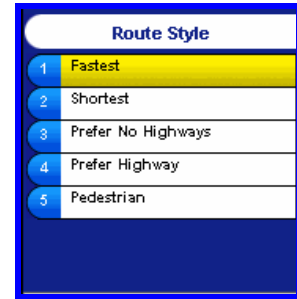 Route Style
1 Fastest
2 Shortest
3 Prefer No Highways
4 Prefer Highway
5 Pedestrian